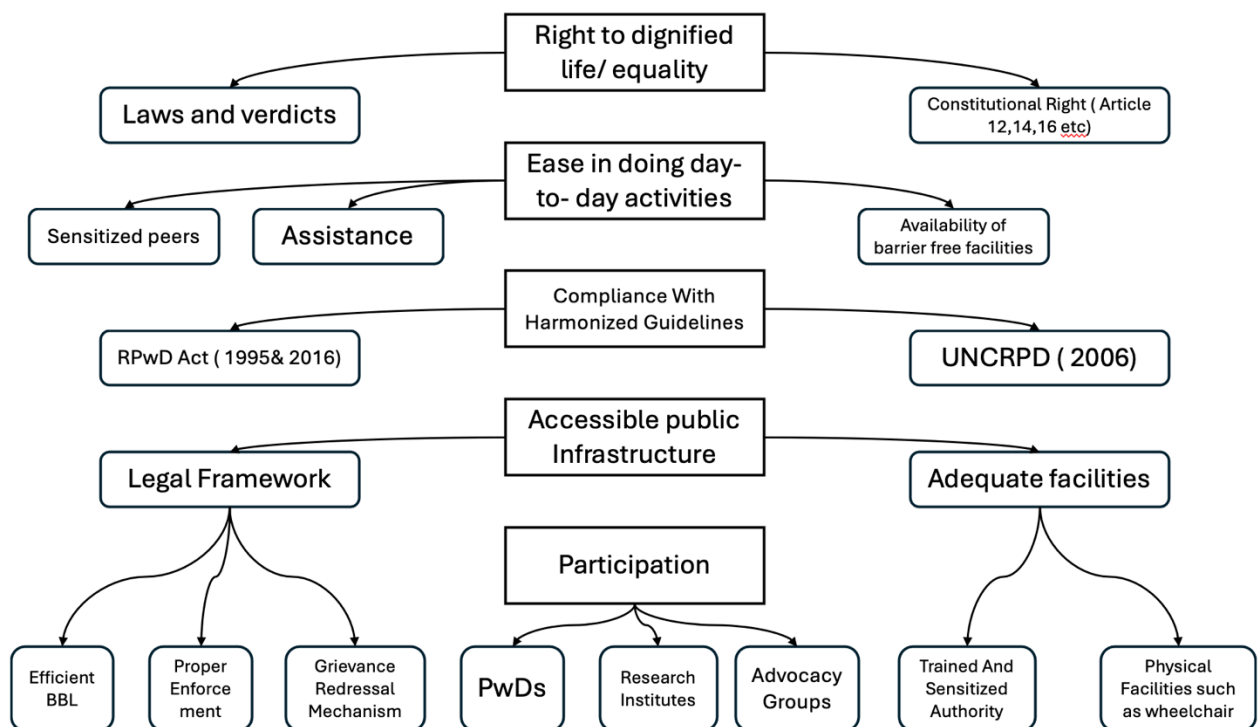 Right to dignified
life/ equality
Laws and verdicts
Constitutional Right ( Article
12,14,16 etc)
Ease in doing day-
to- day activities
Sensitized peers
Assistance
Availability of
barrier free facilities
Compliance With
Harmonized Guidelines
RPwD Act ( 1995& 2016)
UNCRPD ( 2006)
Accessible public
Infrastructure
Legal Framework
Adequate facilities
Participation
Efficient
BBL
Proper
Enforce
ment
Grievance
Redressal
Mechanism
PwDs
Research
Institutes
Advocacy
Groups
Trained And
Sensitized
Authority
Physical
Facilities such
as wheelchair